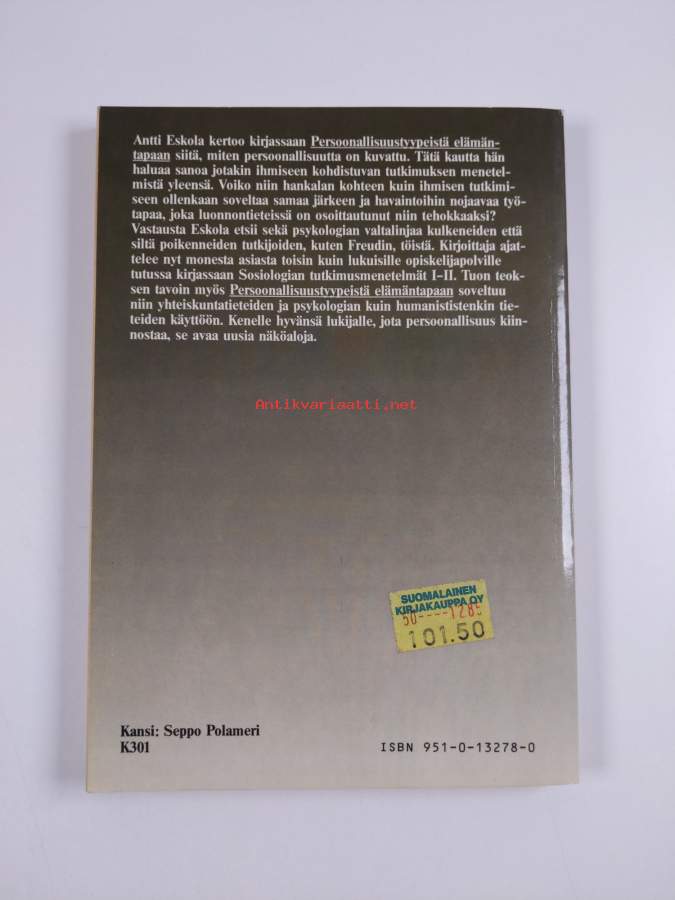 Antti Eskola kertoo kirjassaan Persoonallisuustyypeistä elämän-
tapaan siitä, miten persoonallisuutta on kuvattu. Tätä kautta hän
haluaa sanoa jotakin ihmiseen kohdistuvan tutkimuksen menetel-
mistä yleensä. Voiko niin hankalan kohteen kuin ihmisen tutkimi-
seen ollenkaan soveltaa samaa järkeen ja havaintoihin nojaavaa työ-
tapaa, joka luonnontieteissä on osoittautunut niin tehokkaaksi?
Vastausta Eskola etsii sekä psykologian valtalinjaa kulkeneiden että
siltä poikenneiden tutkijoiden, kuten Freudin, töistä. Kirjoittaja ajat-
telee nyt monesta asiasta toisin kuin lukuisille opiskelijapolville
tutussa kirjassaan Sosiologian tutkimusmenetelmät I-II. Tuon teok-
sen tavoin myös Persoonallisuustyypeistä elämäntapaan soveltuu
niin yhteiskuntatieteiden ja psykologian kuin humanististenkin tie-
teiden käyttöön. Kenelle hyvänsä lukijalle, jota persoonallisuus kiin-
nostaa, se avaa uusia näköaloja.
Antikvariaatti.net
SUOMALAINEN
KIRJAKAUPPA OY
50----1285
101.50
Kansi: Seppo Polameri
K301
ISBN 951-0-13278-0